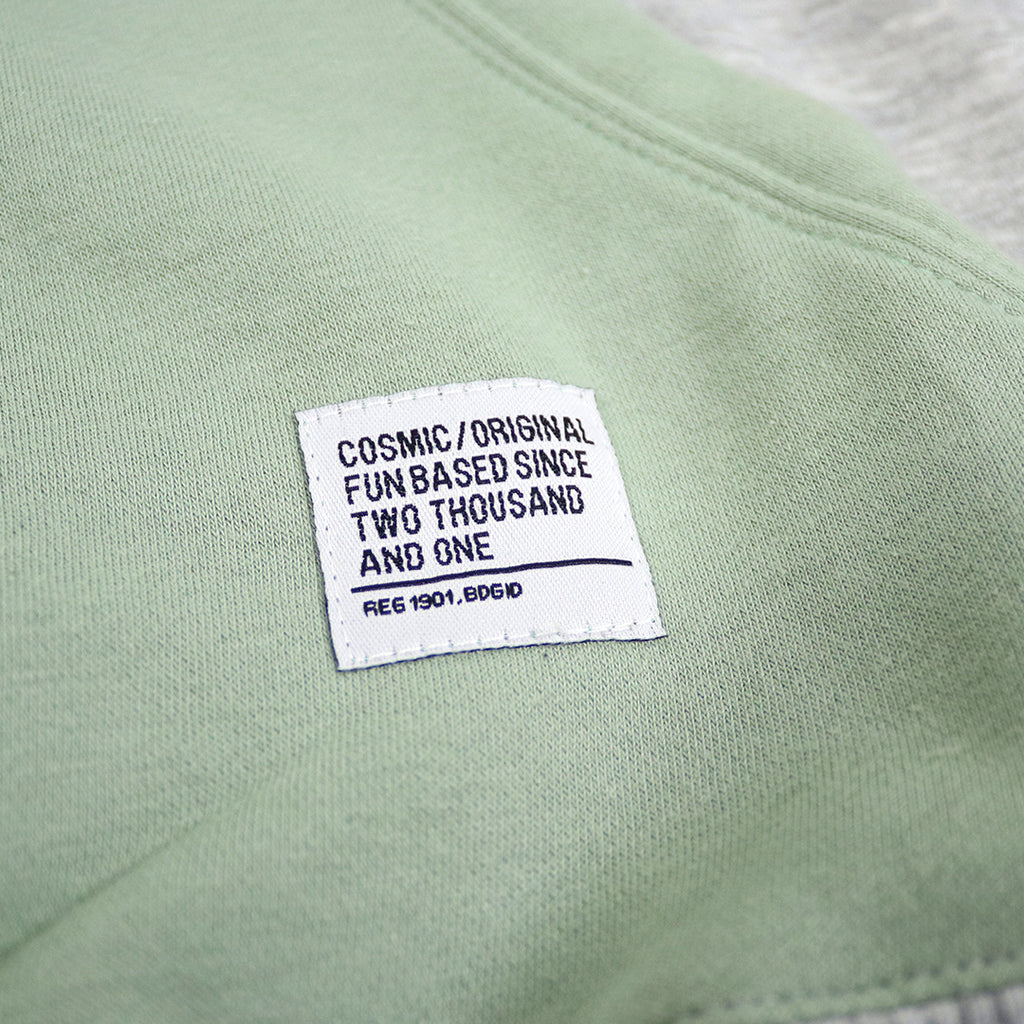 COSMIC/ORIGINAL
FUN BASED SINCE
TWO THOUSAND
AND ONE
REG 1901.BDGID